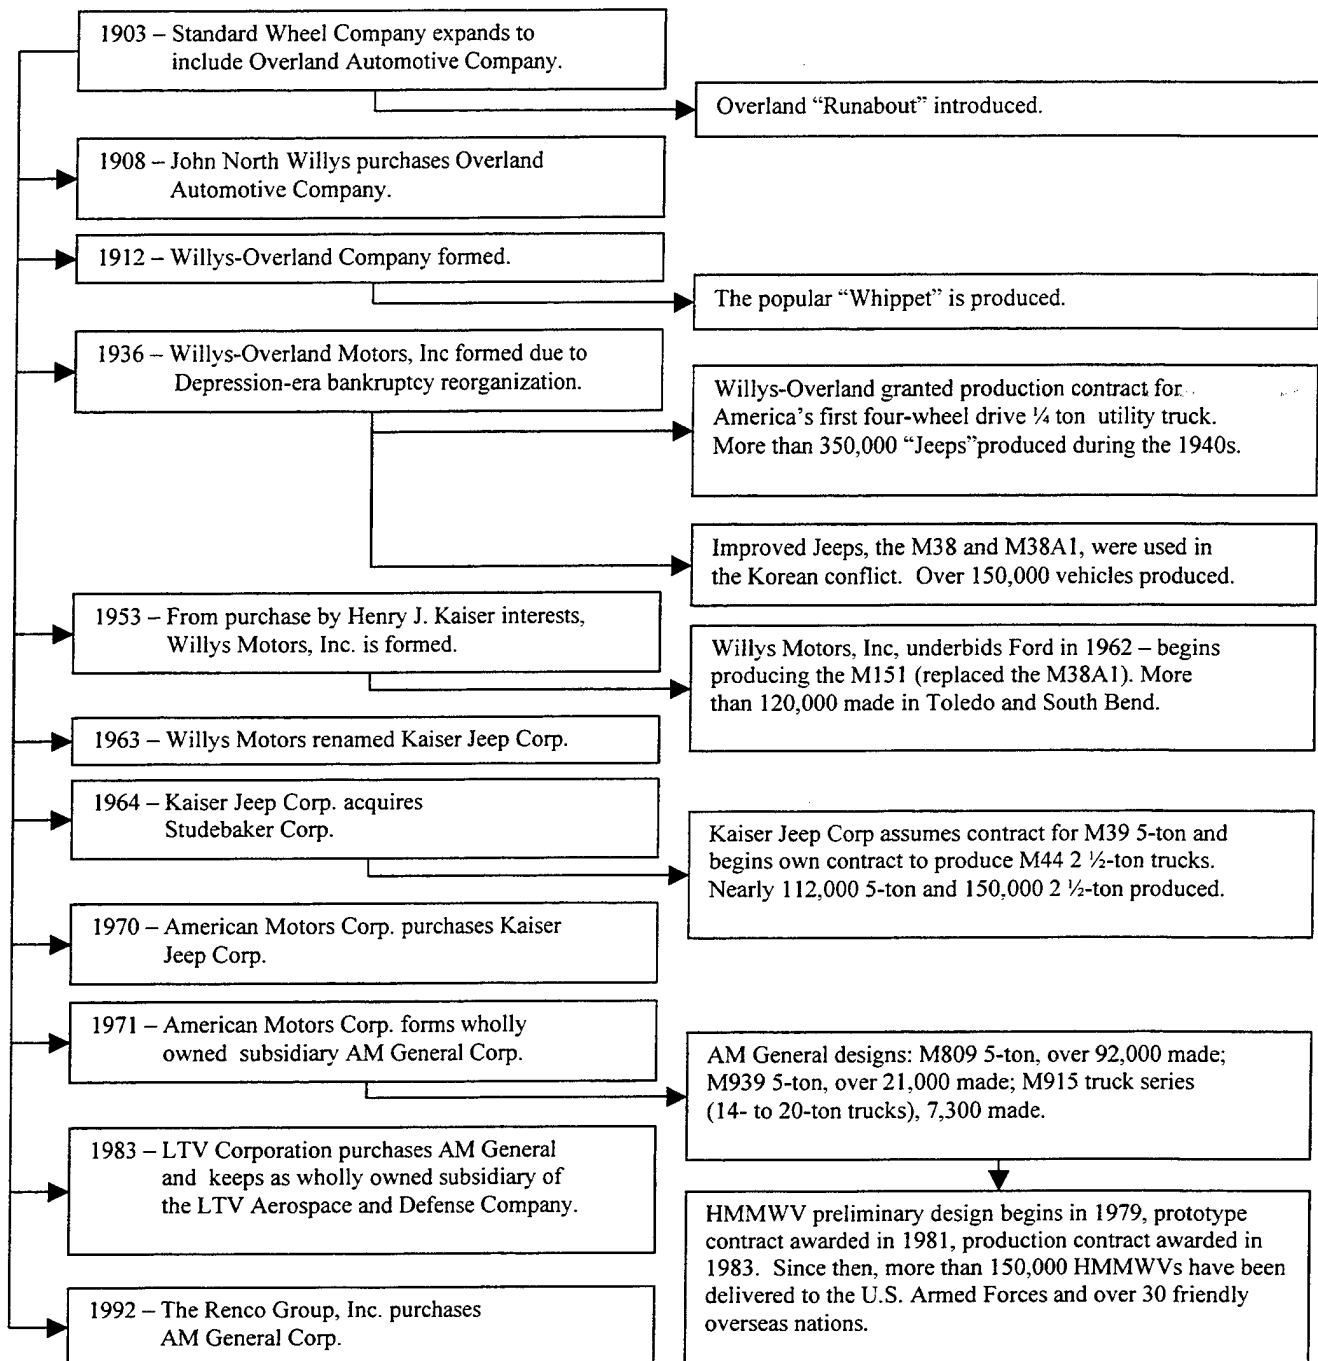 1903 – Standard Wheel Company expands to
include Overland Automotive Company.
Overland “Runabout” introduced.
1908 – John North Willys purchases Overland
Automotive Company.
1912 – Willys-Overland Company formed.
The popular “Whippet” is produced.
1936 – Willys-Overland Motors, Inc formed due to
Depression-era bankruptcy reorganization.
Willys-Overland granted production contract for
America’s first four-wheel drive ¼ ton utility truck.
More than 350,000 “Jeeps”produced during the 1940s.
Improved Jeeps, the M38 and M38A1, were used in
the Korean conflict. Over 150,000 vehicles produced.
1953 – From purchase by Henry J. Kaiser interests,
Willys Motors, Inc. is formed.
Willys Motors, Inc, underbids Ford in 1962 – begins
producing the M151 (replaced the M38A1). More
than 120,000 made in Toledo and South Bend.
1963 – Willys Motors renamed Kaiser Jeep Corp.
1964 – Kaiser Jeep Corp. acquires
Studebaker Corp.
Kaiser Jeep Corp assumes contract for M39 5-ton and
begins own contract to produce M44 2 ½-ton trucks.
Nearly 112,000 5-ton and 150,000 2 ½-ton produced.
1970 – American Motors Corp. purchases Kaiser
Jeep Corp.
1971 – American Motors Corp. forms wholly
owned subsidiary AM General Corp.
AM General designs: M809 5-ton, over 92,000 made;
M939 5-ton, over 21,000 made; M915 truck series
(14- to 20-ton trucks), 7,300 made.
1983 – LTV Corporation purchases AM General
and keeps as wholly owned subsidiary of
the LTV Aerospace and Defense Company.
HMMWV preliminary design begins in 1979, prototype
contract awarded in 1981, production contract awarded in
1983. Since then, more than 150,000 HMMWVs have been
delivered to the U.S. Armed Forces and over 30 friendly
overseas nations.
1992 – The Renco Group, Inc. purchases
AM General Corp.